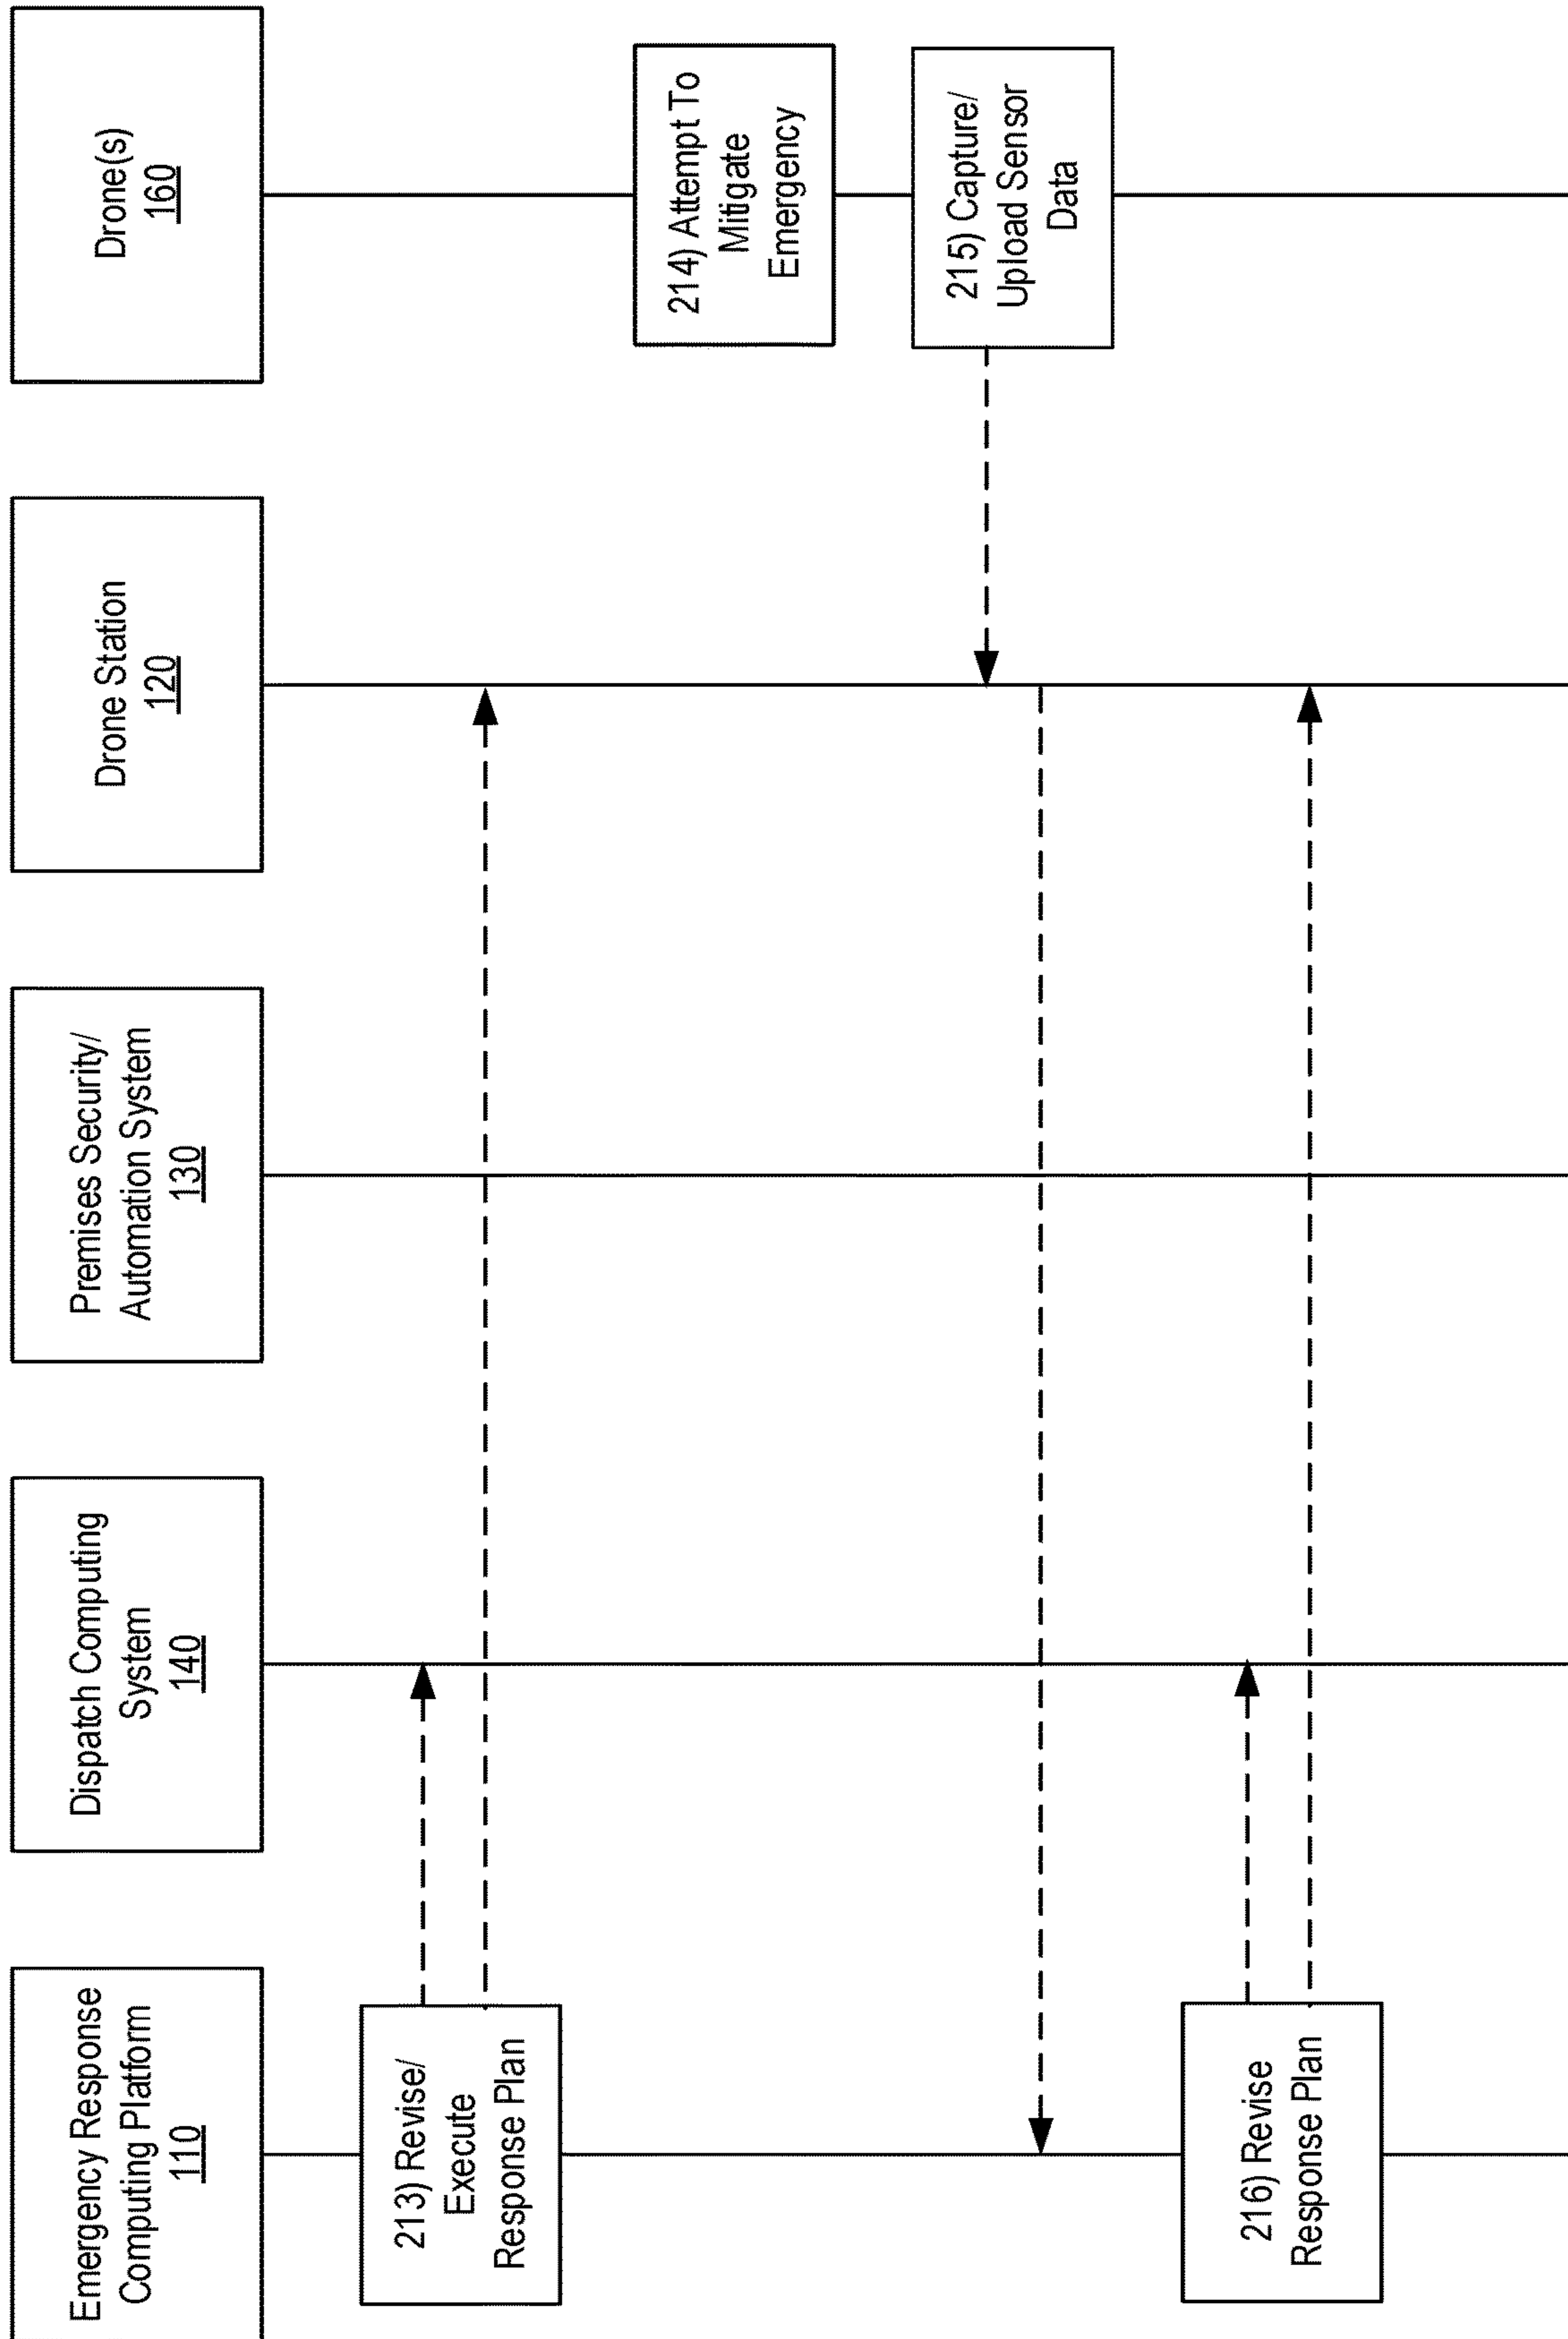 Emergency Response
Computing Platform
110
Dispatch Computing
System
140
Premises Security/
Automation System
130
Drone Station
120
Drone(s)
160
213) Revise/
Execute
Response Plan
214) Attempt To
Mitigate
Emergency
215) Capture/
Upload Sensor
Data
216) Revise
Response Plan